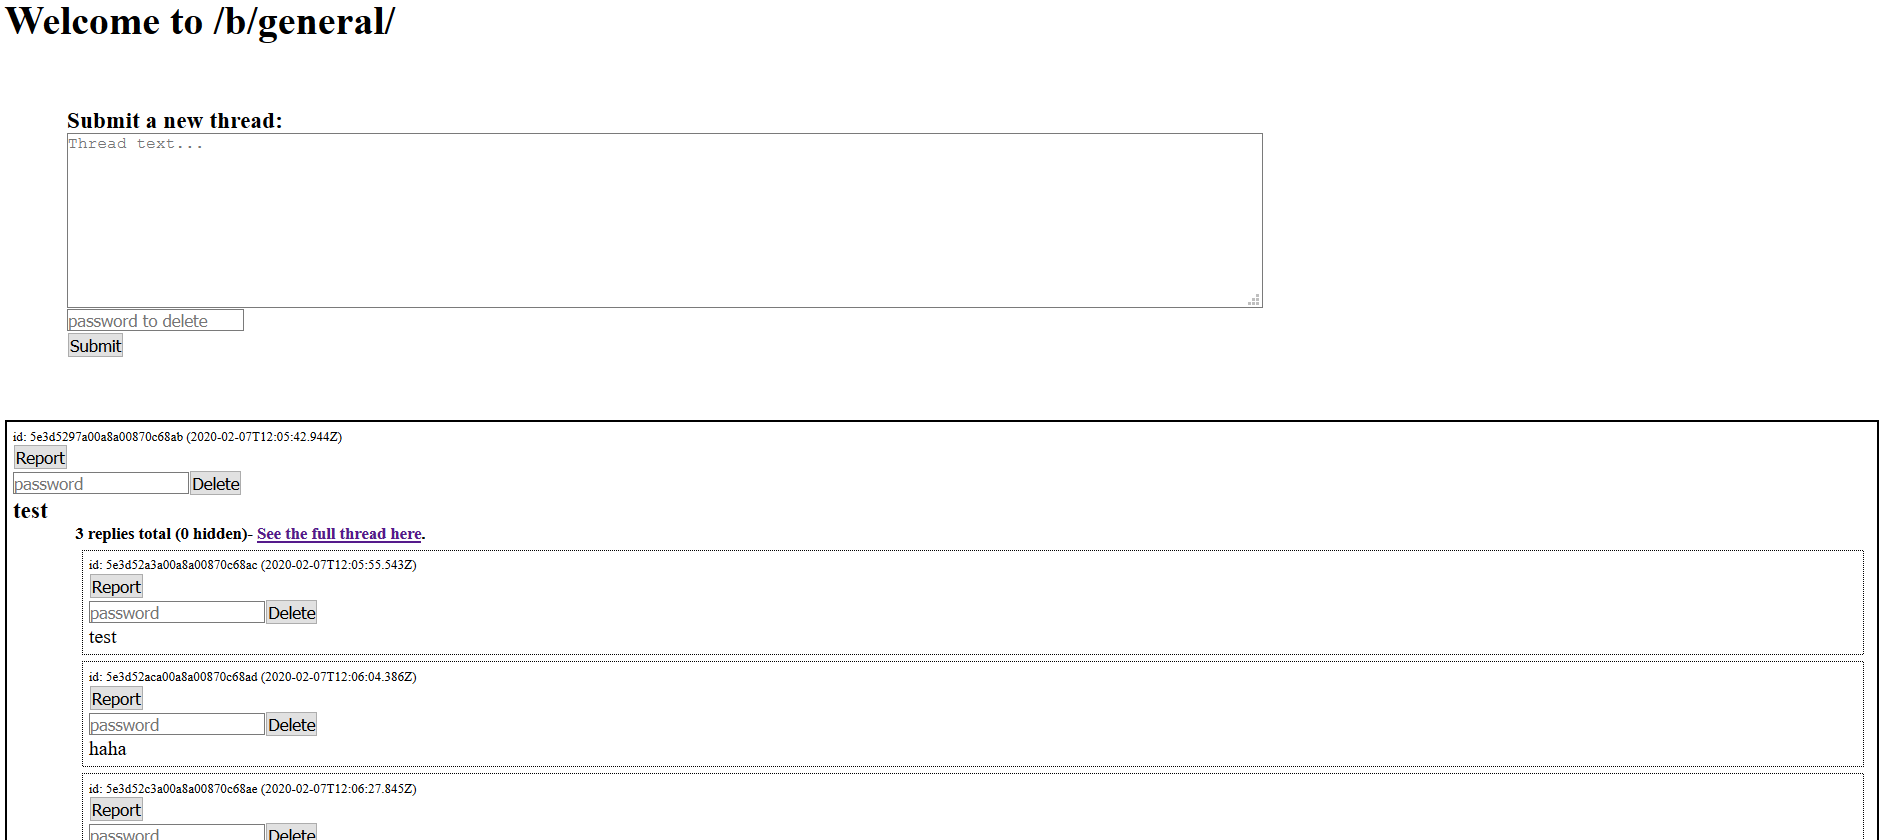 Welcome to /b/general/
Submit a new thread:
Thread text...
password to delete
Submit
id: 5e3d5297a00a8a00870c68ab (2020-02-07T12:05:42.944Z)
Report
password Delete
test
3 replies total (0 hidden)- See the full thread here.
id: 5e3d52a3a00a8a00870c68ac (2020-02-07T12:05:55.543Z)
Report
password Delete
test
id: 5e3d52aca00a8a00870c68ad (2020-02-07T12:06:04.386Z)
Report
password Delete
haha
id: 5e3d52c3a00a8a00870c68ae (2020-02-07T12:06:27.845Z)
Report
password Delete